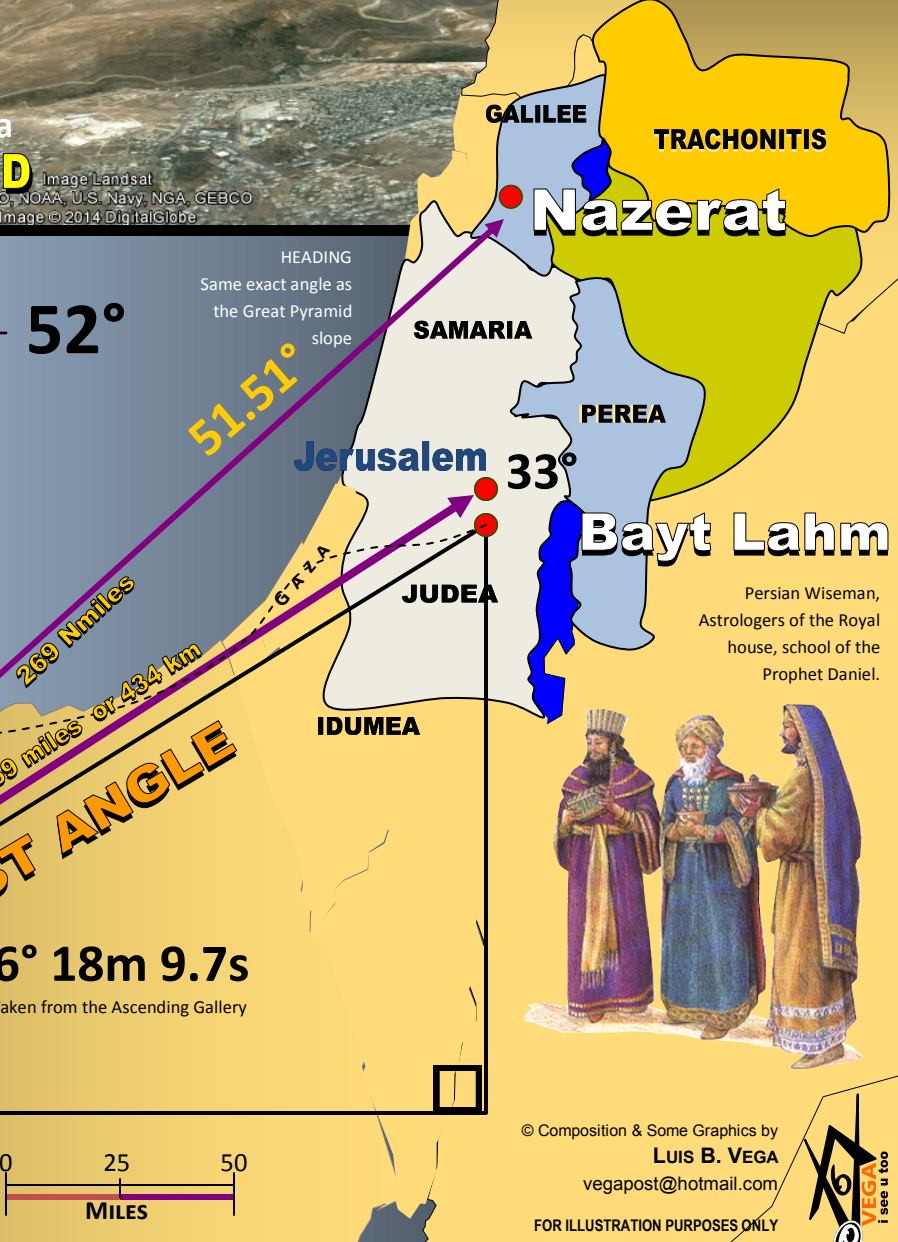 a
D
Image Landsat
O, NOAA, U.S. Navy, NGA, GEBCO
Image © 2014 DigitalGlobe
GALILEE
TRACHONITIS
Nazerat
HEADING
Same exact angle as
the Great Pyramid
slope
52°
51.51°
SAMARIA
PEREA
Jerusalem
33°
Bayt Lahm
GAZA
JUDEA
269 Nmiles
69 miles or 434 km
IDUMEA
Persian Wiseman,
Astrologers of the Royal
house, school of the
Prophet Daniel.
ST ANGLE
6° 18m 9.7s
Taken from the Ascending Gallery
0 25 50
MILES
© Composition & Some Graphics by
LUIS B. VEGA
vegapost@hotmail.com
FOR ILLUSTRATION PURPOSES ONLY
VEGA
i see u too